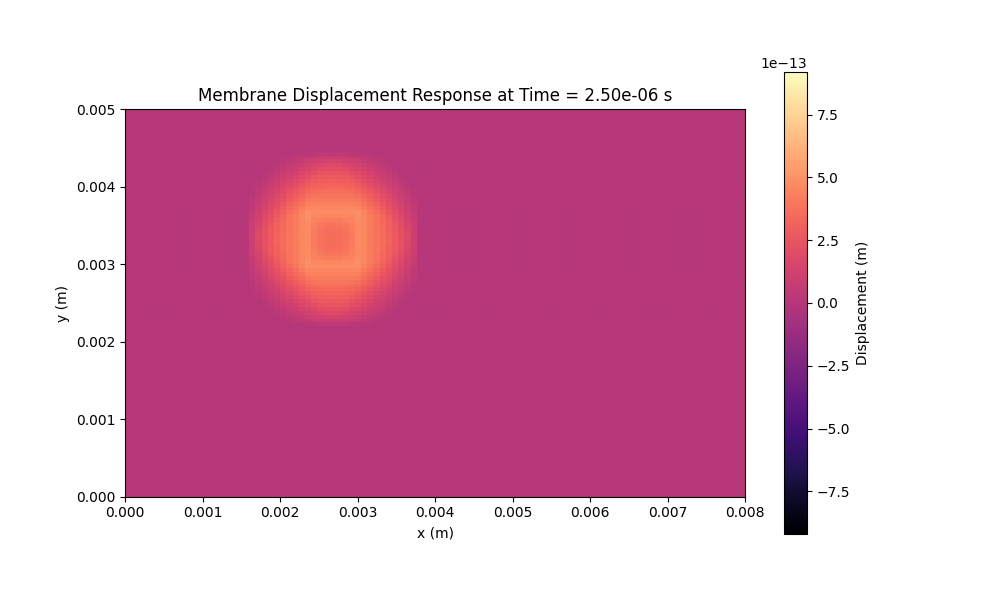 1e−13
Membrane Displacement Response at Time = 2.50e-06 s
0.005
0.004
0.003
0.002
0.001
0.000
y (m)
0.000 0.001 0.002 0.003 0.004 0.005 0.006 0.007 0.008
x (m)
7.5
5.0
2.5
0.0
−2.5
−5.0
−7.5
Displacement (m)